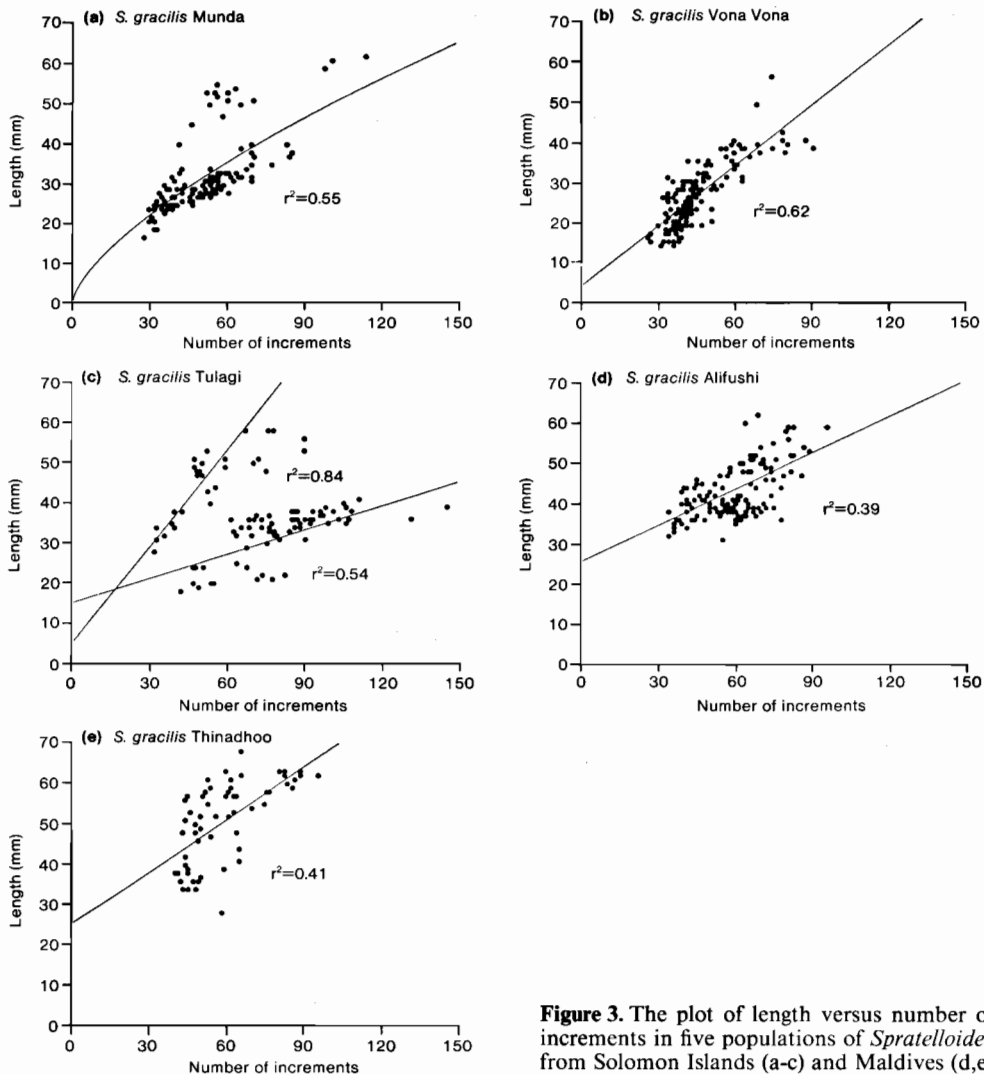 (a) S. gracilis Munda
70
60
50
40
30
20
10
0
Length (mm)
r²=0.55
0 30 60 90 120 150
Number of increments
(b) S. gracilis Vona Vona
70
60
50
40
30
20
10
0
Length (mm)
r²=0.62
0 30 60 90 120 150
Number of increments
(c) S. gracilis Tulagi
70
60
50
40
30
20
10
0
Length (mm)
r²=0.84
r²=0.54
0 30 60 90 120 150
Number of increments
(d) S. gracilis Alifushi
70
60
50
40
30
20
10
0
Length (mm)
r²=0.39
0 30 60 90 120 150
Number of increments
(e) S. gracilis Thinadhoo
70
60
50
40
30
20
10
0
Length (mm)
r²=0.41
0 30 60 90 120 150
Number of increments
Figure 3. The plot of length versus number o
increments in five populations of Spratelloide
from Solomon Islands (a-c) and Maldives (d,e